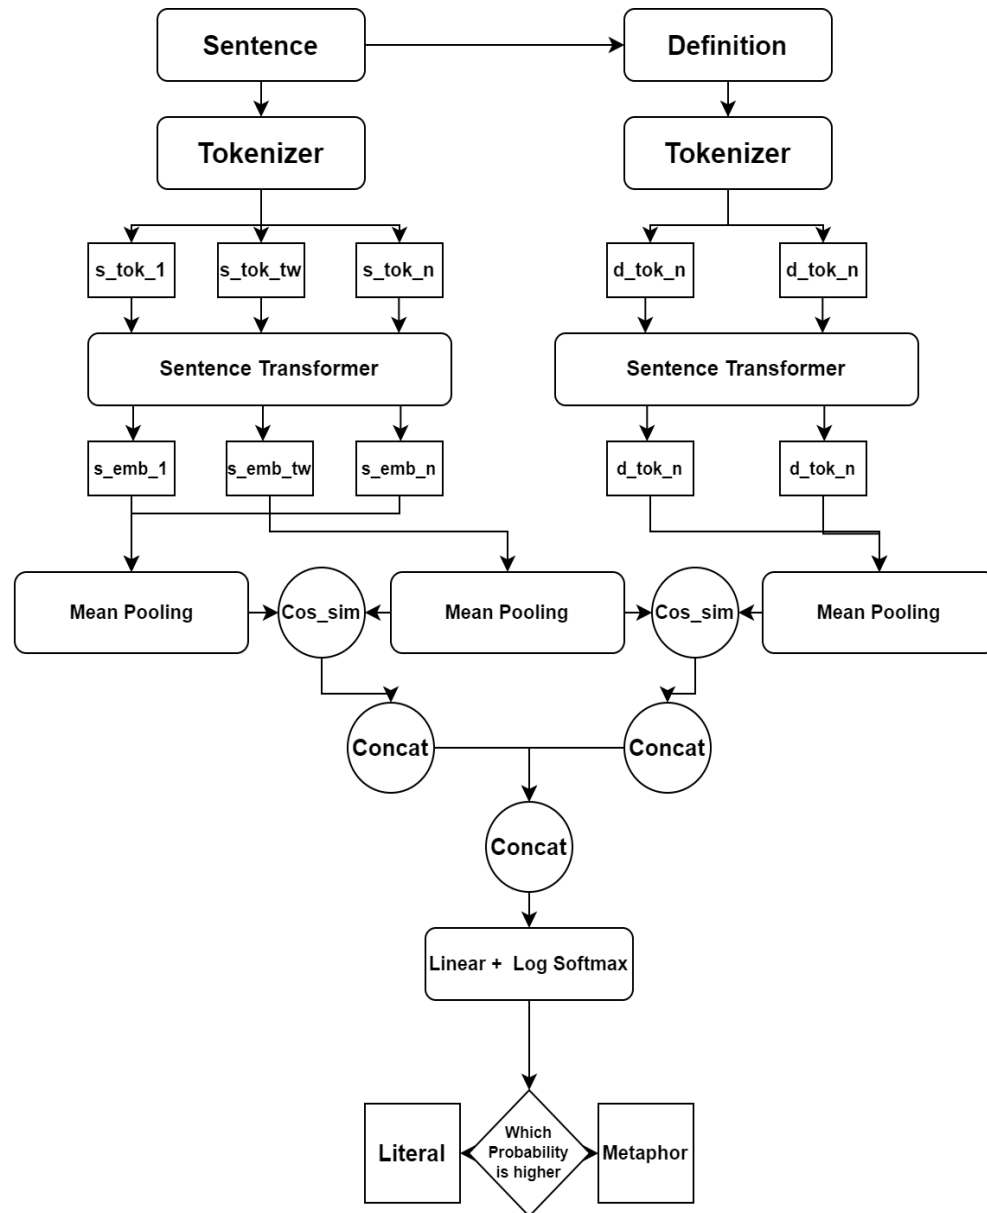 Sentence
Definition
Tokenizer
Tokenizer
s_tok_1
s_tok_tw
s_tok_n
d_tok_n
d_tok_n
Sentence Transformer
Sentence Transformer
s_emb_1
s_emb_tw
s_emb_n
d_tok_n
d_tok_n
Mean Pooling
Cos_sim
Mean Pooling
Cos_sim
Mean Pooling
Concat
Concat
Concat
Linear + Log Softmax
Literal
Which
Probability
is higher
Metaphor